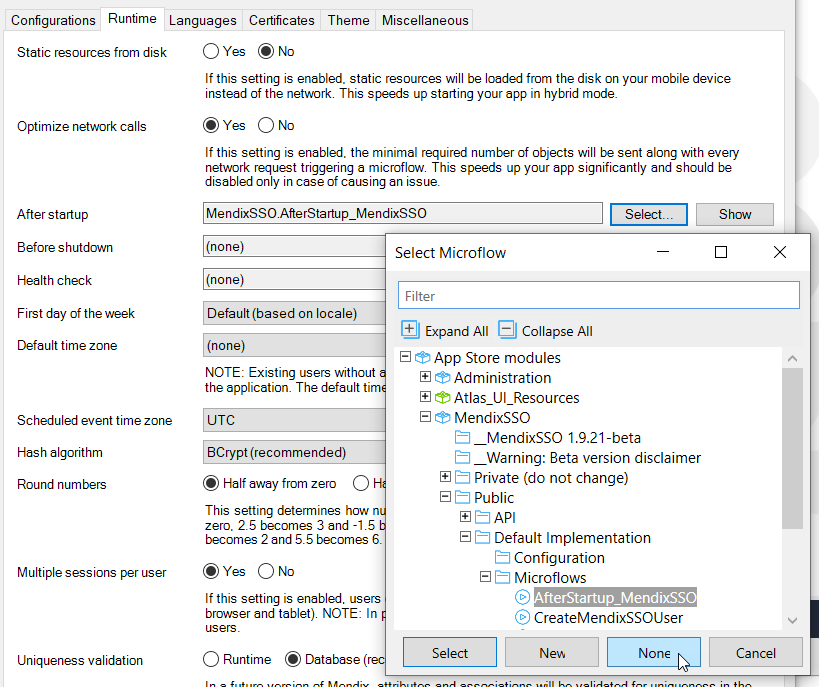 Configurations Runtime Languages Certificates Theme Miscellaneous
Static resources from disk Yes No
If this setting is enabled, static resources will be loaded from the disk on your mobile device
instead of the network. This speeds up starting your app in hybrid mode.
Optimize network calls Yes No
If this setting is enabled, the minimal required number of objects will be sent along with every
network request triggering a microflow. This speeds up your app significantly and should be
disabled only in case of causing an issue.
After startup MendixSSO.AfterStartup_MendixSSO Select... Show
Before shutdown (none)
Health check (none)
First day of the week Default (based on locale)
Default time zone (none)
NOTE: Existing users without a
the application. The default time
Scheduled event time zone UTC
Hash algorithm BCrypt (recommended)
Round numbers Half away from zero Ha
This setting determines how nu
zero, 2.5 becomes 3 and -1.5 b
becomes 2 and 5.5 becomes 6.
Multiple sessions per user Yes No
If this setting is enabled, users
browser and tablet). NOTE: In p
users.
Uniqueness validation Runtime Database (rec
In a future version of Mendix, attributes and associations will be validated for uniqueness in the
Select Microflow
Filter
Expand All Collapse All
App Store modules
Administration
Atlas_UI_Resources
MendixSSO
__MendixSSO 1.9.21-beta
__Warning: Beta version disclaimer
Private (do not change)
Public
API
Default Implementation
Configuration
Microflows
AfterStartup_MendixSSO
CreateMendixSSOUser
Select New None Cancel